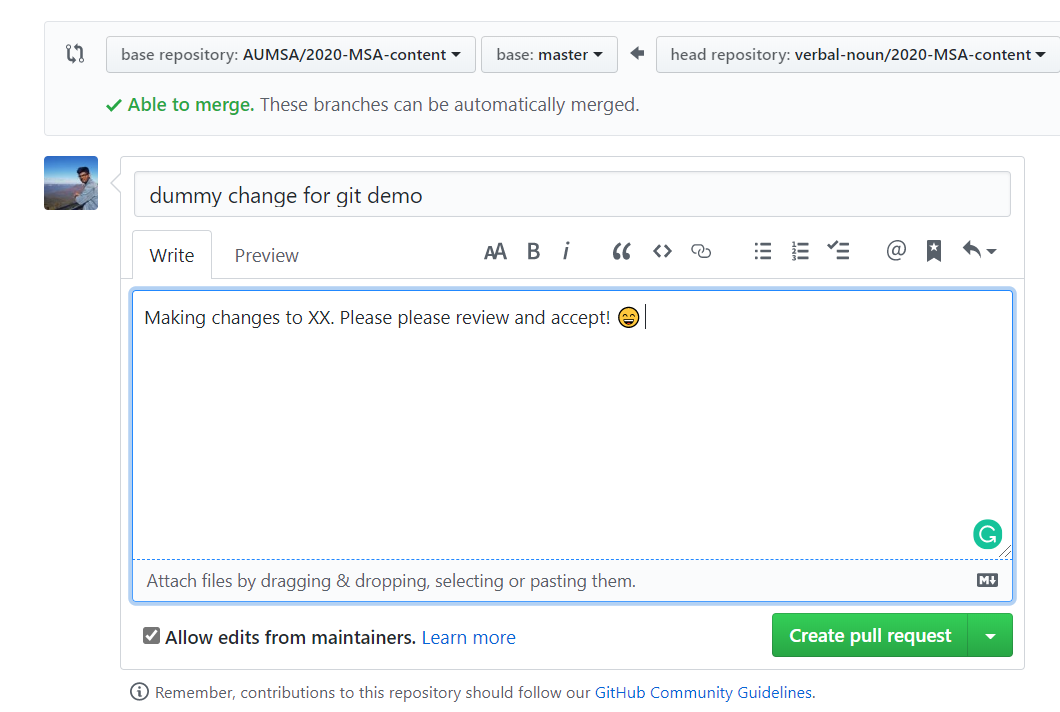 base repository: AUMSA/2020-MSA-content base: master head repository: verbal-noun/2020-MSA-content
Able to merge. These branches can be automatically merged.
dummy change for git demo
Write Preview AA B i @
Making changes to XX. Please please review and accept! 😄
G
Attach files by dragging & dropping, selecting or pasting them. M↓
Allow edits from maintainers. Learn more Create pull request
Remember, contributions to this repository should follow our GitHub Community Guidelines.